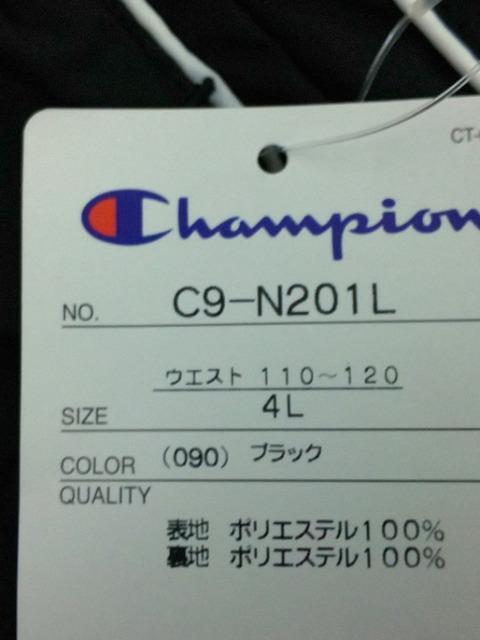 CT-
Champion
NO. C9-N201L
ウエスト 110～120
SIZE 4L
COLOR (090) ブラック
QUALITY
表地 ポリエステル100%
裏地 ポリエステル100%